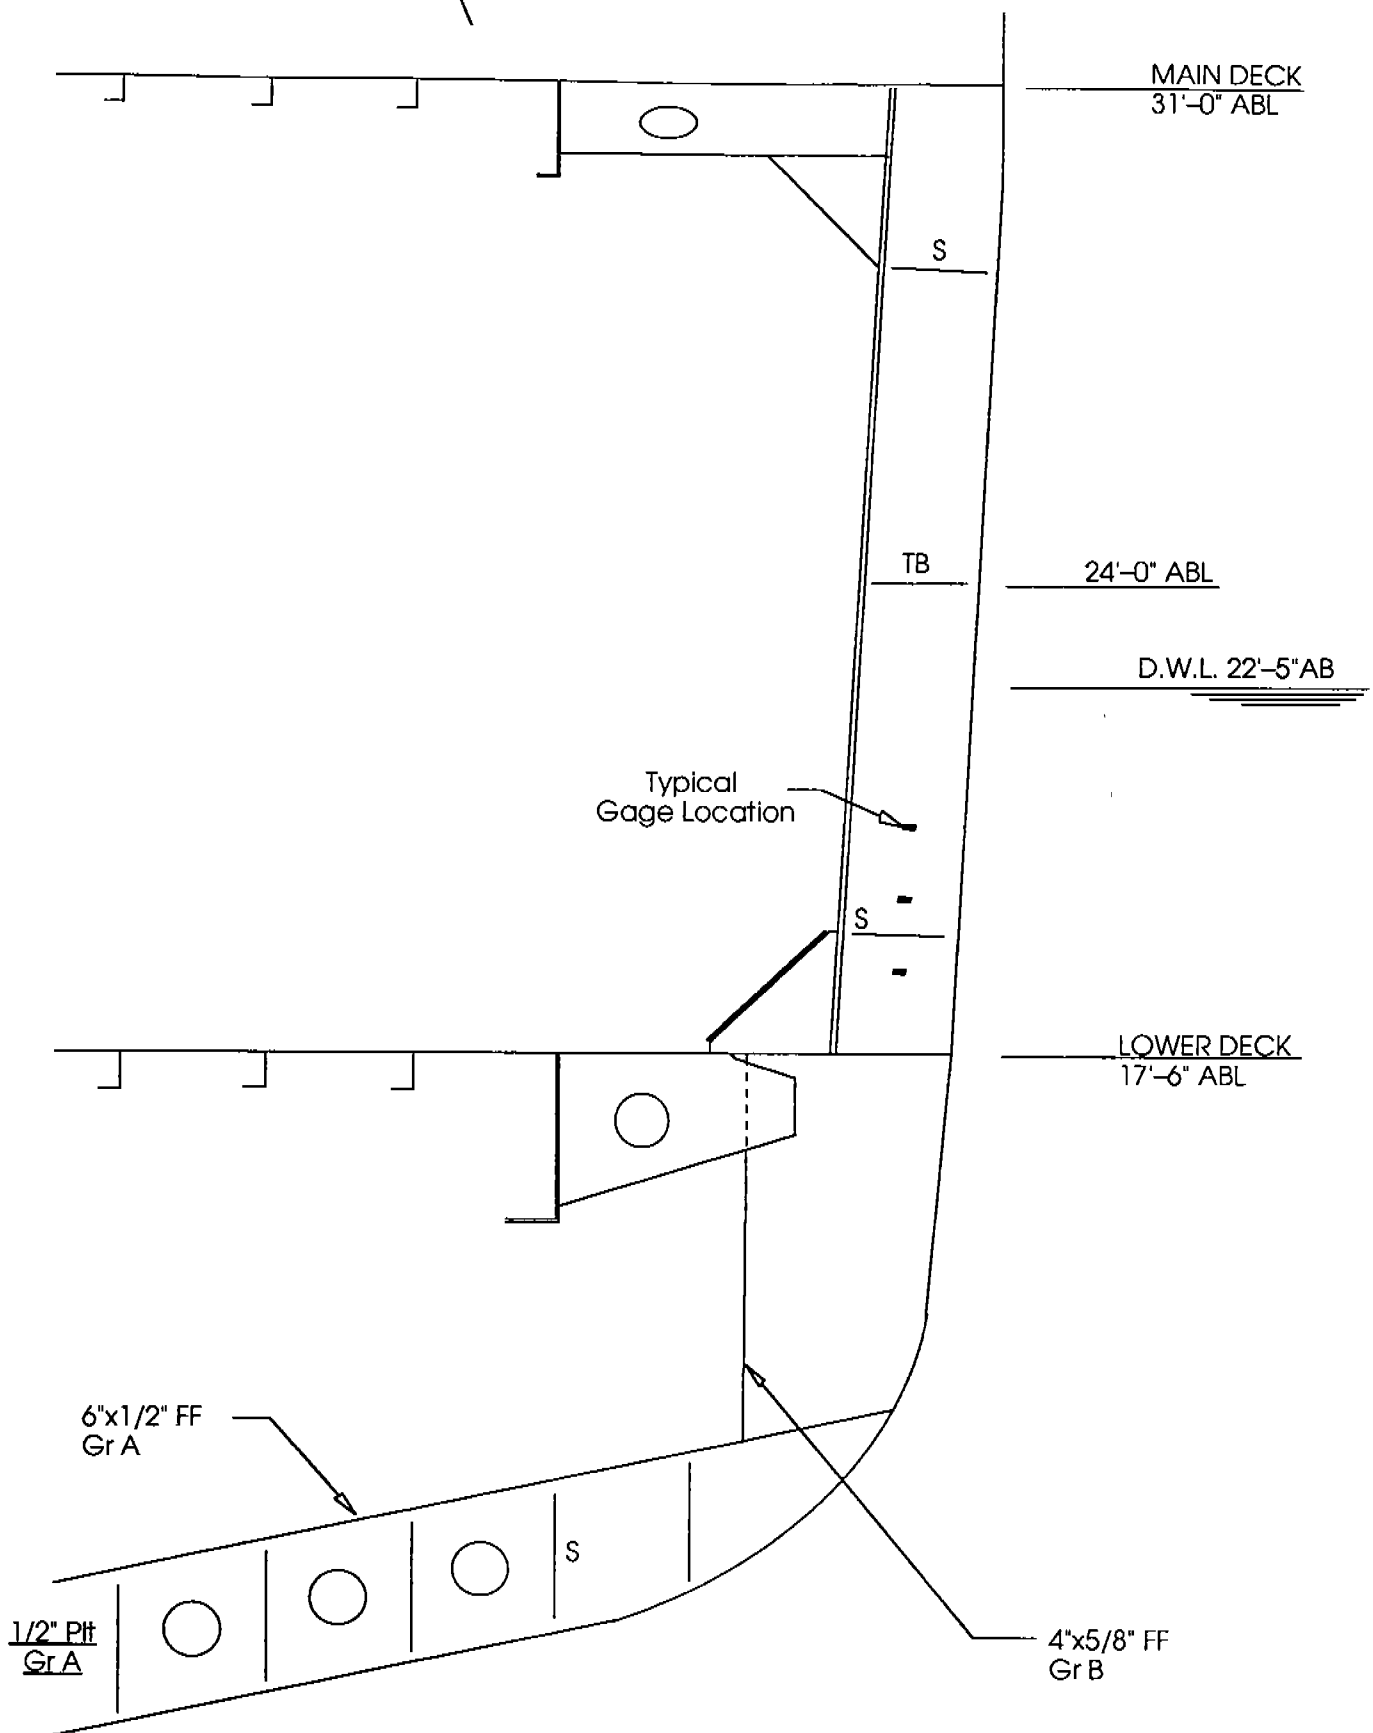 MAIN DECK
31'–0" ABL
S
TB
24'–0" ABL
D.W.L. 22'–5"AB
Typical
Gage Location
S
LOWER DECK
17'–6" ABL
6"x1/2" FF
Gr A
S
1/2" Plt
Gr A
4"x5/8" FF
Gr B